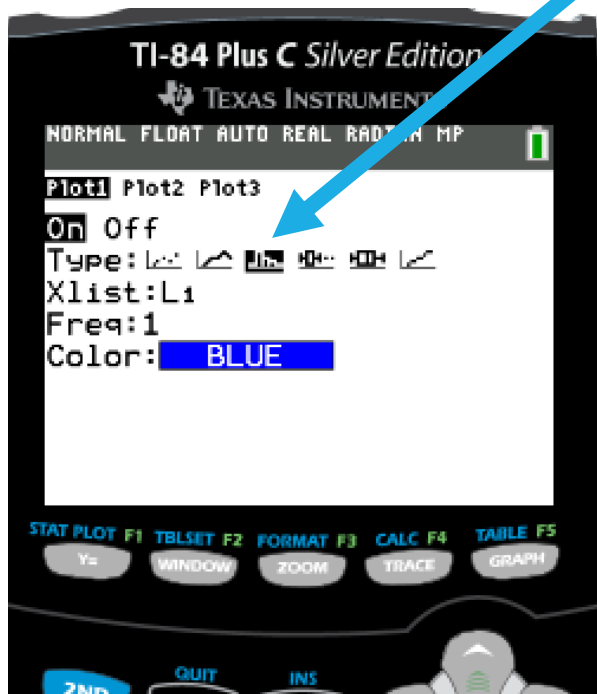 TI-84 Plus C Silver Edition
TEXAS INSTRUMENT
NORMAL FLOAT AUTO REAL RADIAN MP
Plot1 Plot2 Plot3
On Off
Type:
Xlist:L₁
Freq:1
Color: BLUE
STAT PLOT F1 TBLSET F2 FORMAT F3 CALC F4 TABLE F5
Y= WINDOW ZOOM TRACE GRAPH
QUIT INS
2ND